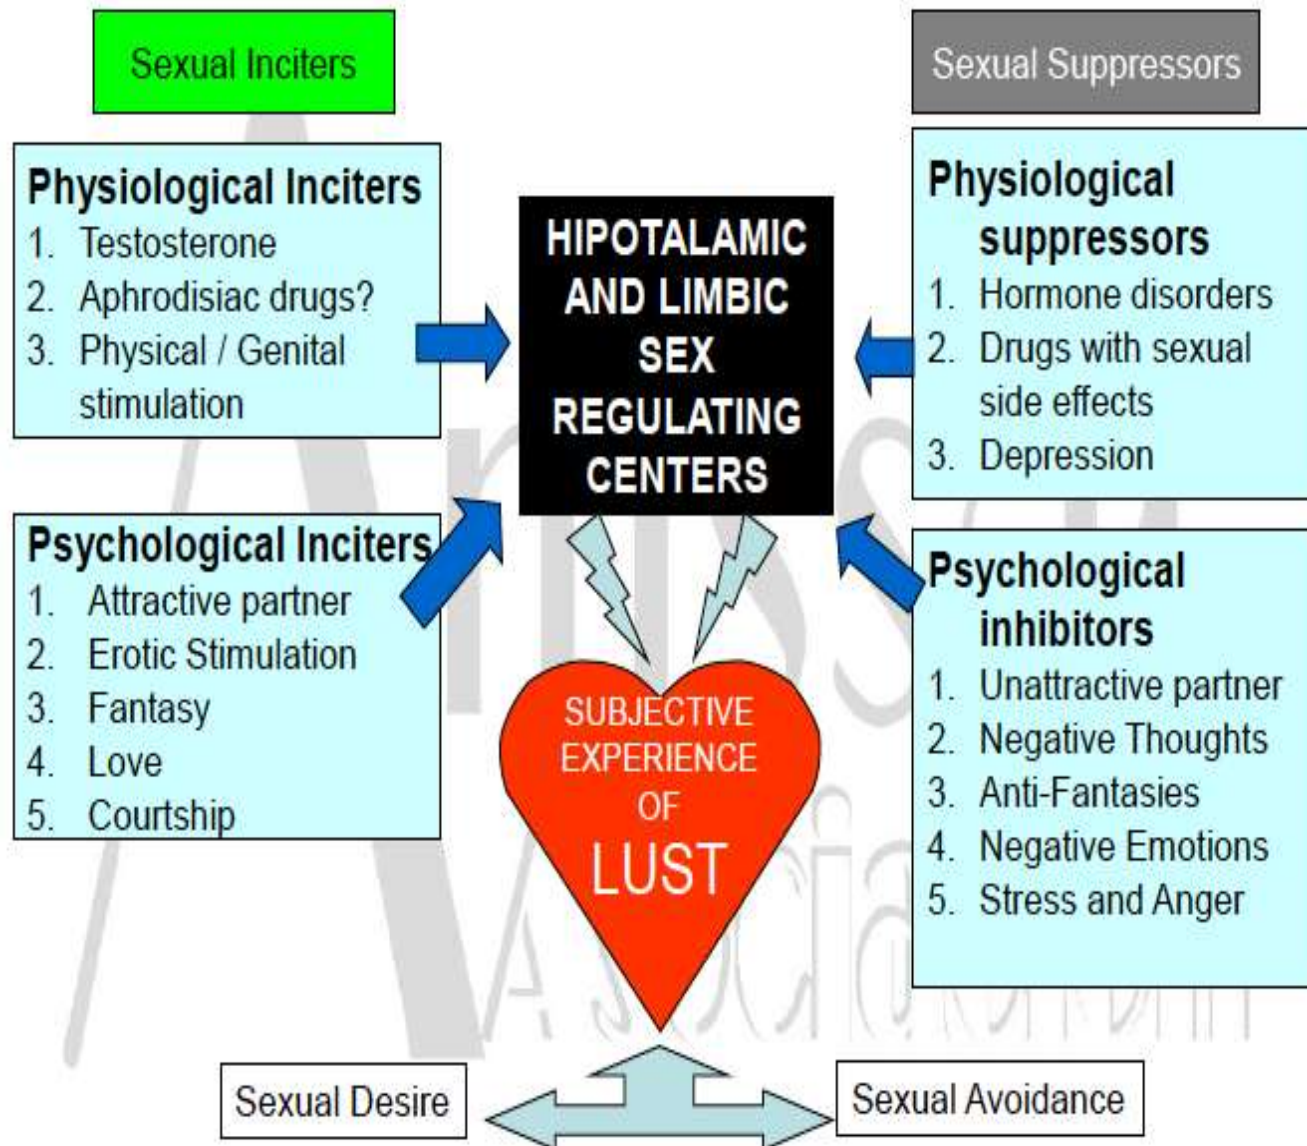 Sexual Inciters
Sexual Suppressors
Physiological Inciters
1. Testosterone
2. Aphrodisiac drugs?
3. Physical / Genital
stimulation
Psychological Inciters
1. Attractive partner
2. Erotic Stimulation
3. Fantasy
4. Love
5. Courtship
HIPOTALAMIC
AND LIMBIC
SEX
REGULATING
CENTERS
SUBJECTIVE
EXPERIENCE
OF
LUST
Physiological
suppressors
1. Hormone disorders
2. Drugs with sexual
side effects
3. Depression
Psychological
inhibitors
1. Unattractive partner
2. Negative Thoughts
3. Anti-Fantasies
4. Negative Emotions
5. Stress and Anger
Sexual Desire
Sexual Avoidance